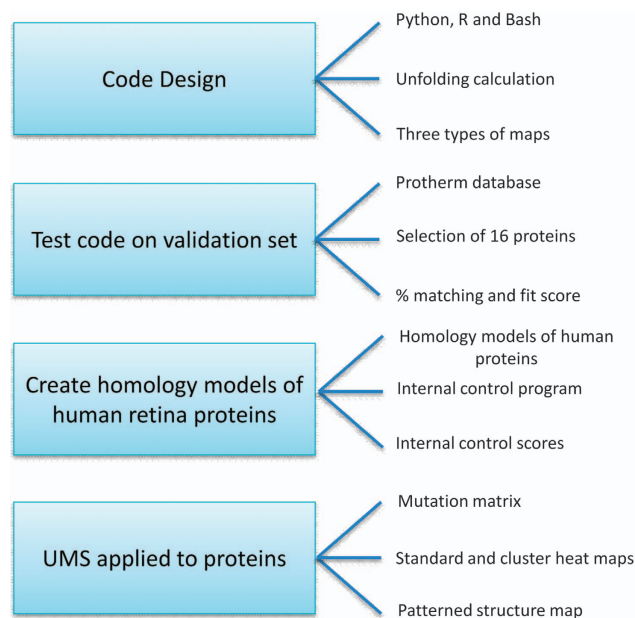 Code Design
Python, R and Bash
Unfolding calculation
Three types of maps
Test code on validation set
Protherm database
Selection of 16 proteins
% matching and fit score
Create homology models of
human retina proteins
Homology models of human
proteins
Internal control program
Internal control scores
UMS applied to proteins
Mutation matrix
Standard and cluster heat maps
Patterned structure map